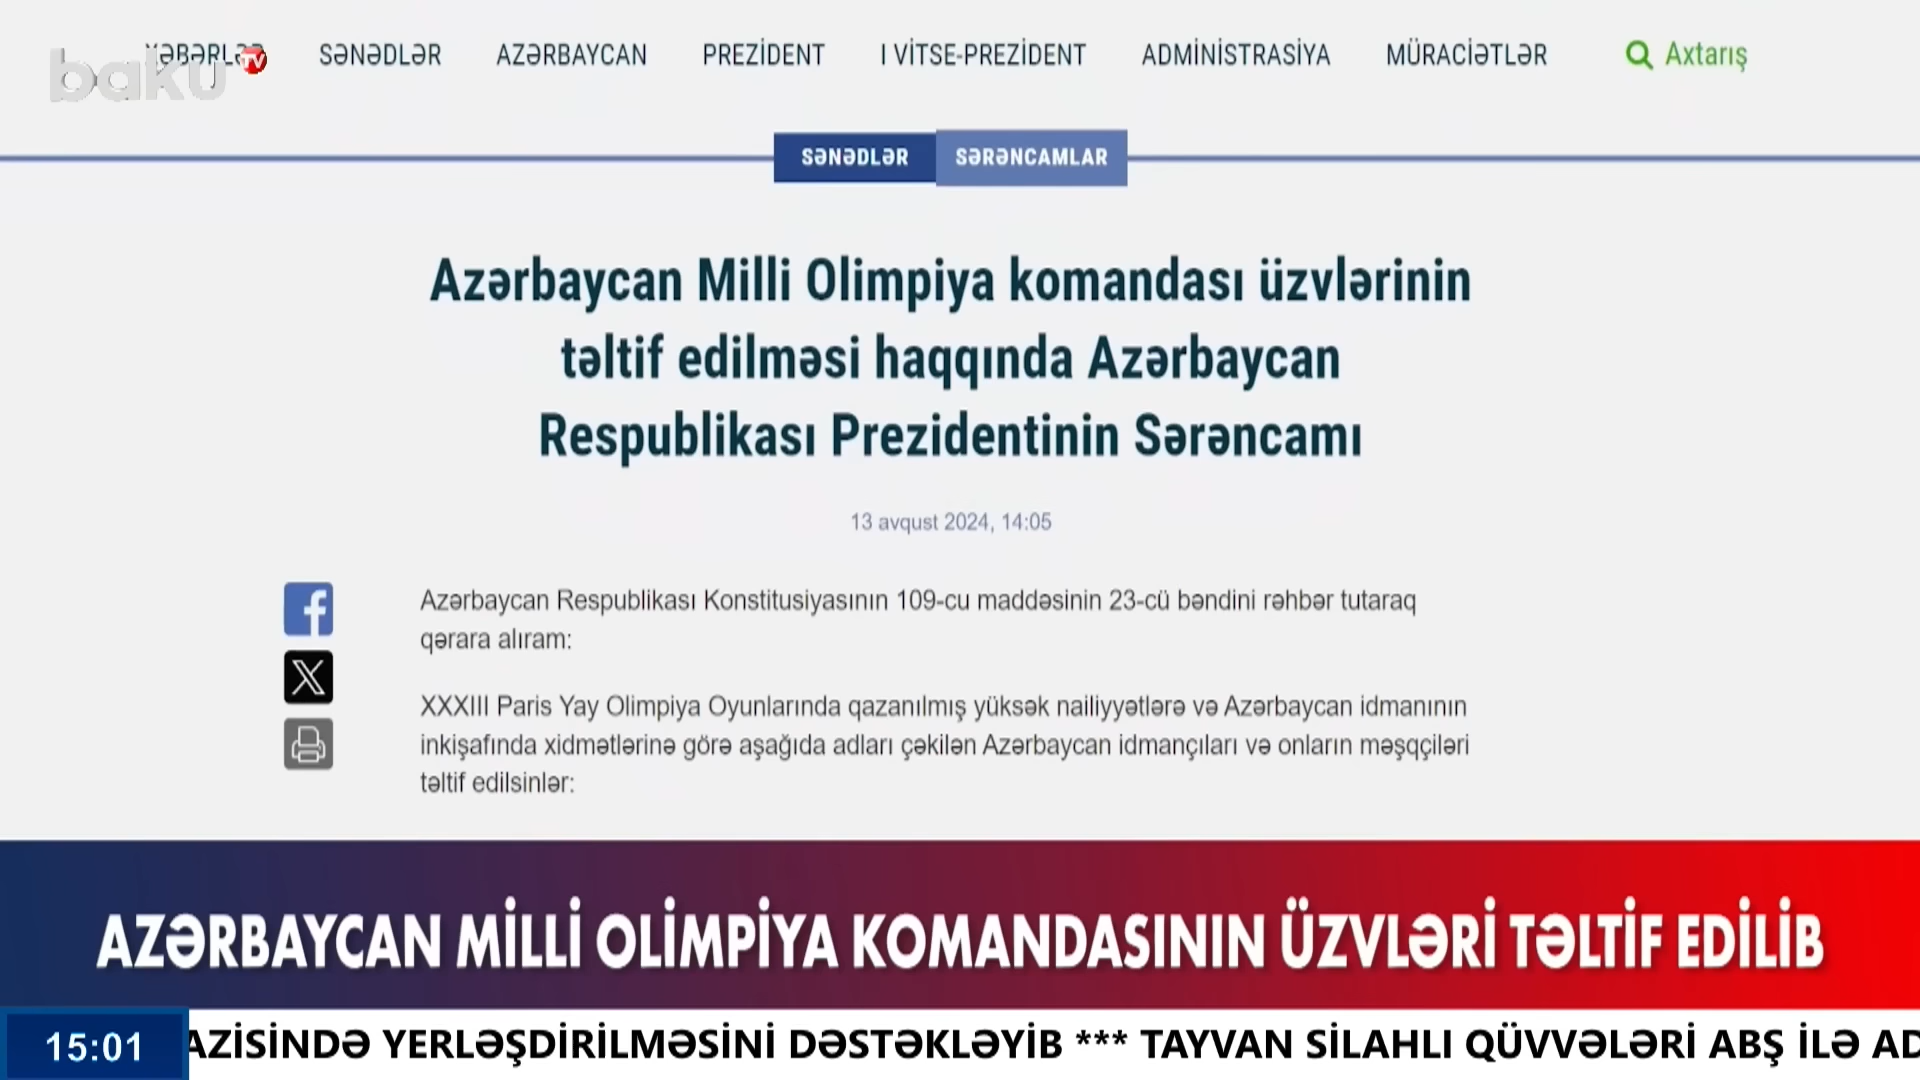 XƏBƏRLƏR SƏNƏDLƏR AZƏRBAYCAN PREZİDENT I VİTSE-PREZİDENT ADMİNİSTRASİYA MÜRACİƏTLƏR Axtarış
baku TV
SƏNƏDLƏR SƏRƏNCAMLAR
Azərbaycan Milli Olimpiya komandası üzvlərinin
təltif edilməsi haqqında Azərbaycan
Respublikası Prezidentinin Sərəncamı
13 avqust 2024, 14:05
Azərbaycan Respublikası Konstitusiyasının 109-cu maddəsinin 23-cü bəndini rəhbər tutaraq
qərara alıram:
XXXIII Paris Yay Olimpiya Oyunlarında qazanılmış yüksək nailiyyətlərə və Azərbaycan idmanının
inkişafında xidmətlərinə görə aşağıda adları çəkilən Azərbaycan idmançıları və onların məşqçiləri
təltif edilsinlər:
AZƏRBAYCAN MİLLİ OLİMPİYA KOMANDASININ ÜZVLƏRİ TƏLTİF EDİLİB
15:01 AZİSİNDƏ YERLƏŞDİRİLMƏSİNİ DƏSTƏKLƏYİB *** TAYVAN SİLAHLI QÜVVƏLƏRİ ABŞ İLƏ AD